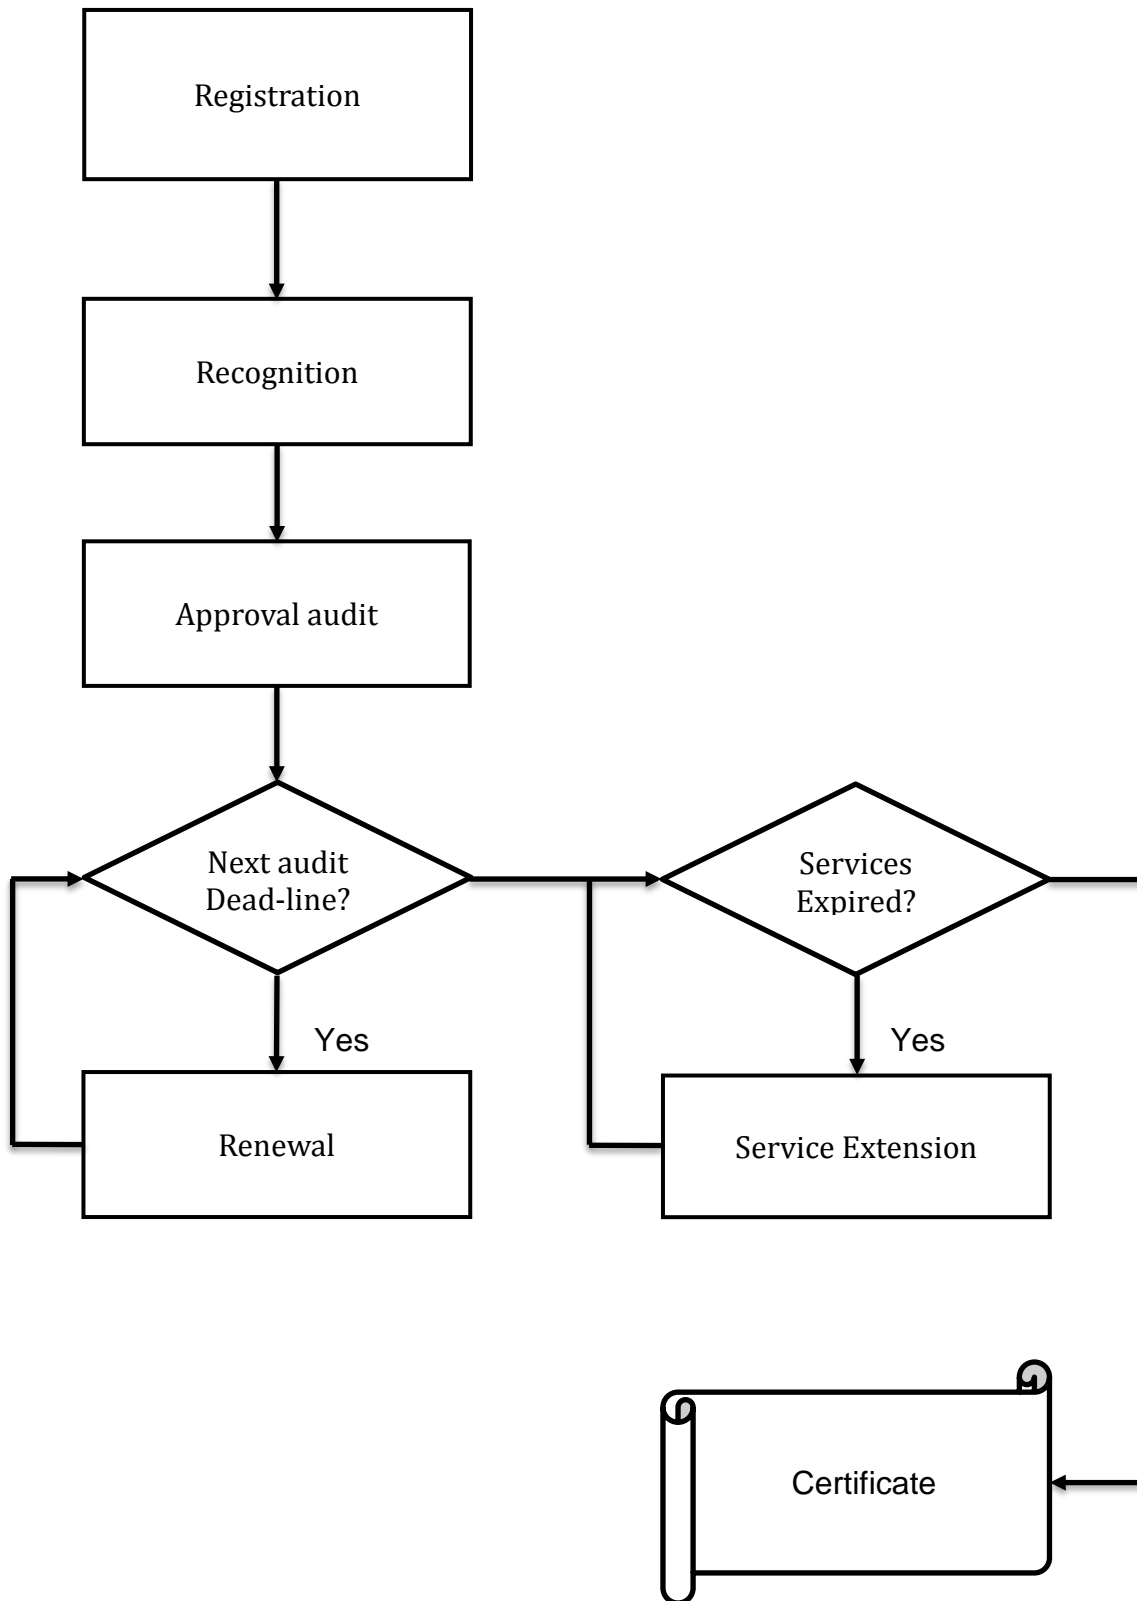 Registration
Recognition
Approval audit
Next audit
Dead-line?
Services
Expired?
Yes
Yes
Renewal
Service Extension
Certificate